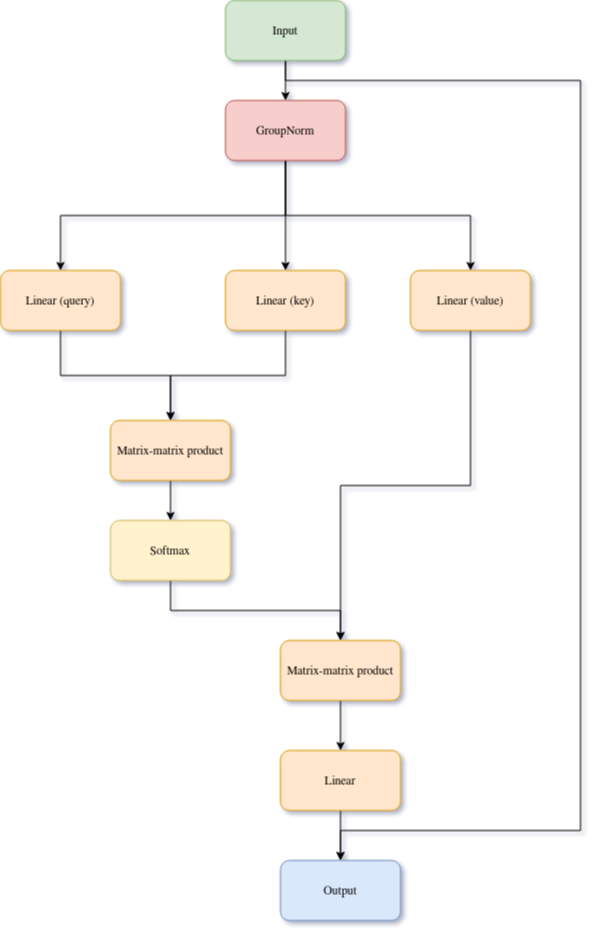 Input
GroupNorm
Linear (query)
Linear (key)
Linear (value)
Matrix-matrix product
Softmax
Matrix-matrix product
Linear
Output